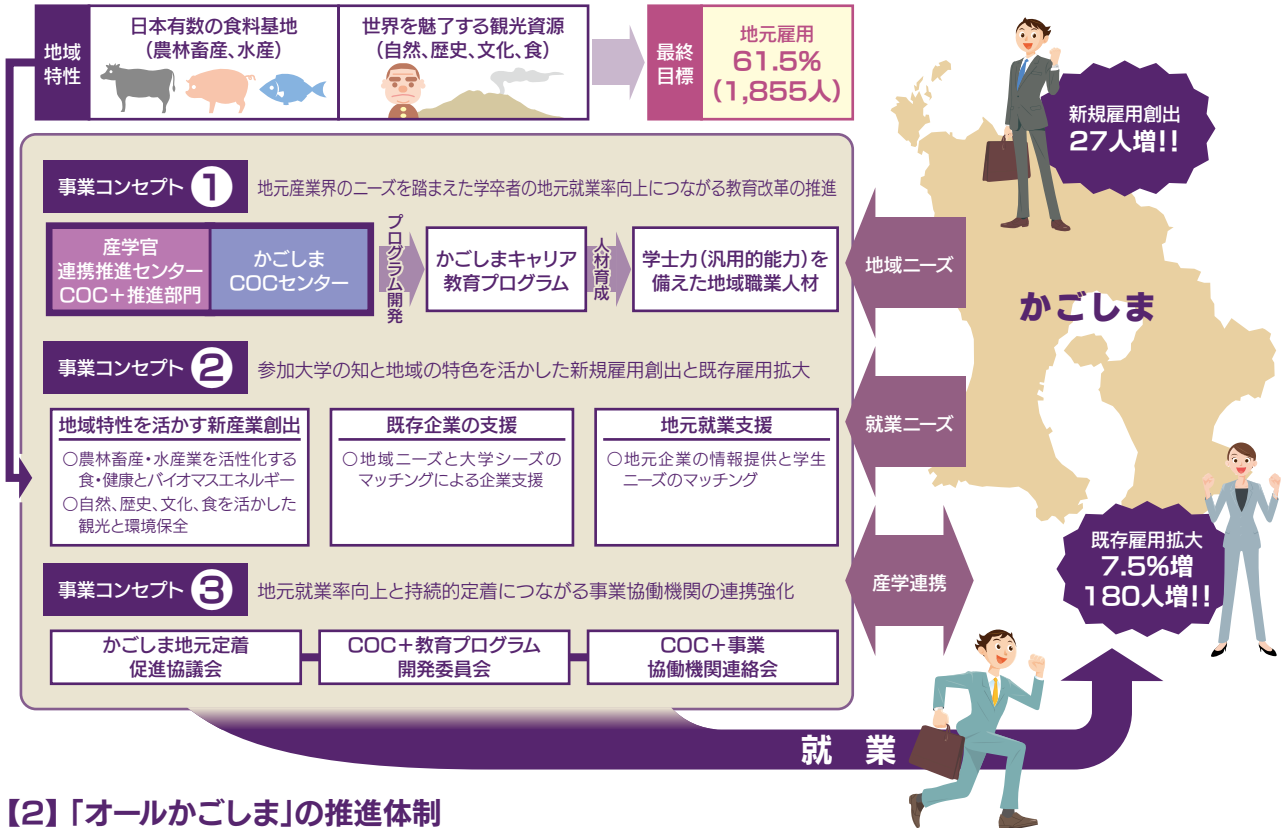 地域
特性
日本有数の食料基地
(農林畜産、水産)
世界を魅了する観光資源
(自然、歴史、文化、食)
最終
目標
地元雇用
61.5%
(1,855人)
新規雇用創出
27人増!!
事業コンセプト 1
地元産業界のニーズを踏まえた学卒者の地元就業率向上につながる教育改革の推進
産学官
連携推進センター
COC+推進部門
かごしま
COCセンター
プログラム開発
かごしまキャリア
教育プログラム
人材育成
学士力(汎用的能力)を
備えた地域職業人材
地域ニーズ
かごしま
事業コンセプト 2
参加大学の知と地域の特色を活かした新規雇用創出と既存雇用拡大
地域特性を活かす新産業創出
○農林畜産・水産業を活性化する
食・健康とバイオマスエネルギー
○自然、歴史、文化、食を活かした
観光と環境保全
既存企業の支援
○地域ニーズと大学シーズの
マッチングによる企業支援
地元就業支援
○地元企業の情報提供と学生
ニーズのマッチング
就業ニーズ
既存雇用拡大
7.5%増
180人増!!
事業コンセプト 3
地元就業率向上と持続的定着につながる事業協働機関の連携強化
かごしま地元定着
促進協議会
COC+教育プログラム
開発委員会
COC+事業
協働機関連絡会
産学連携
就 業
【2】「オールかごしま」の推進体制